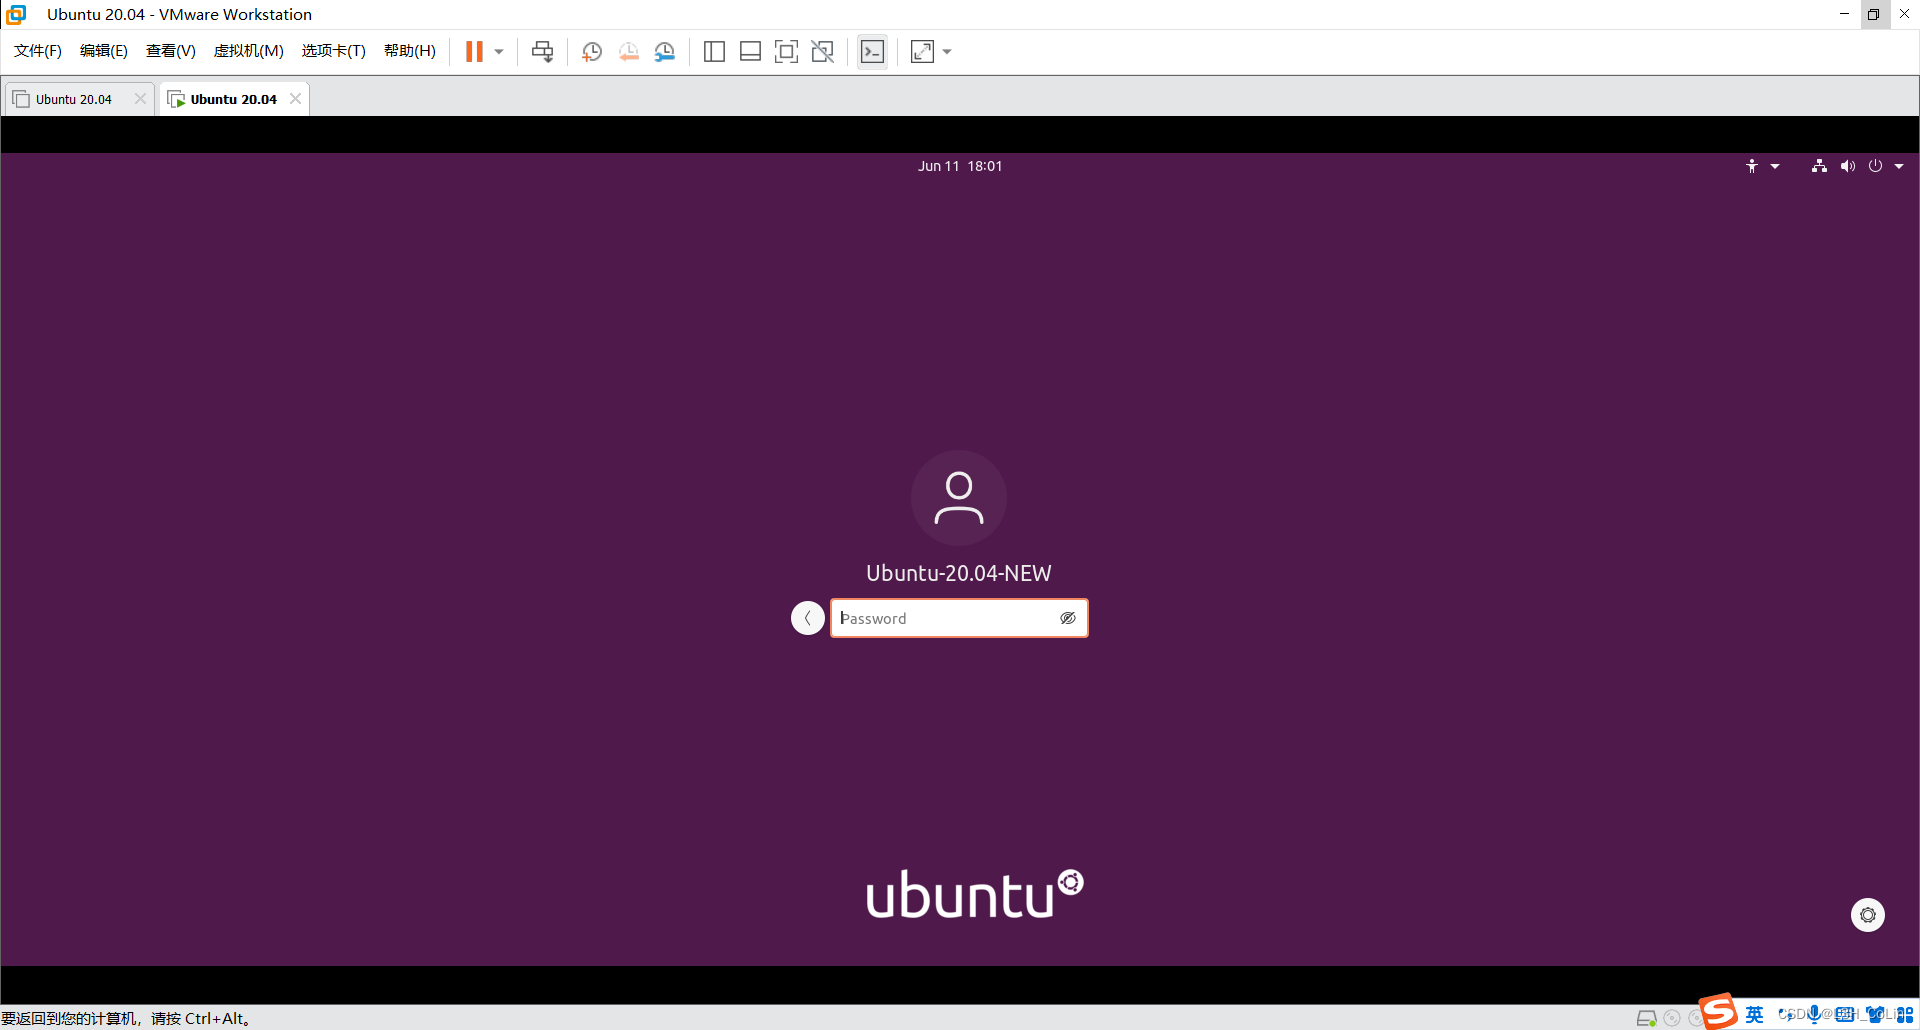 Ubuntu 20.04 - VMware Workstation
文件(F) 编辑(E) 查看(V) 虚拟机(M) 选项卡(T) 帮助(H)
Ubuntu 20.04
Ubuntu 20.04
Jun 11 18:01
Ubuntu-20.04-NEW
Password
ubuntu
要返回到您的计算机，请按 Ctrl+Alt。
英